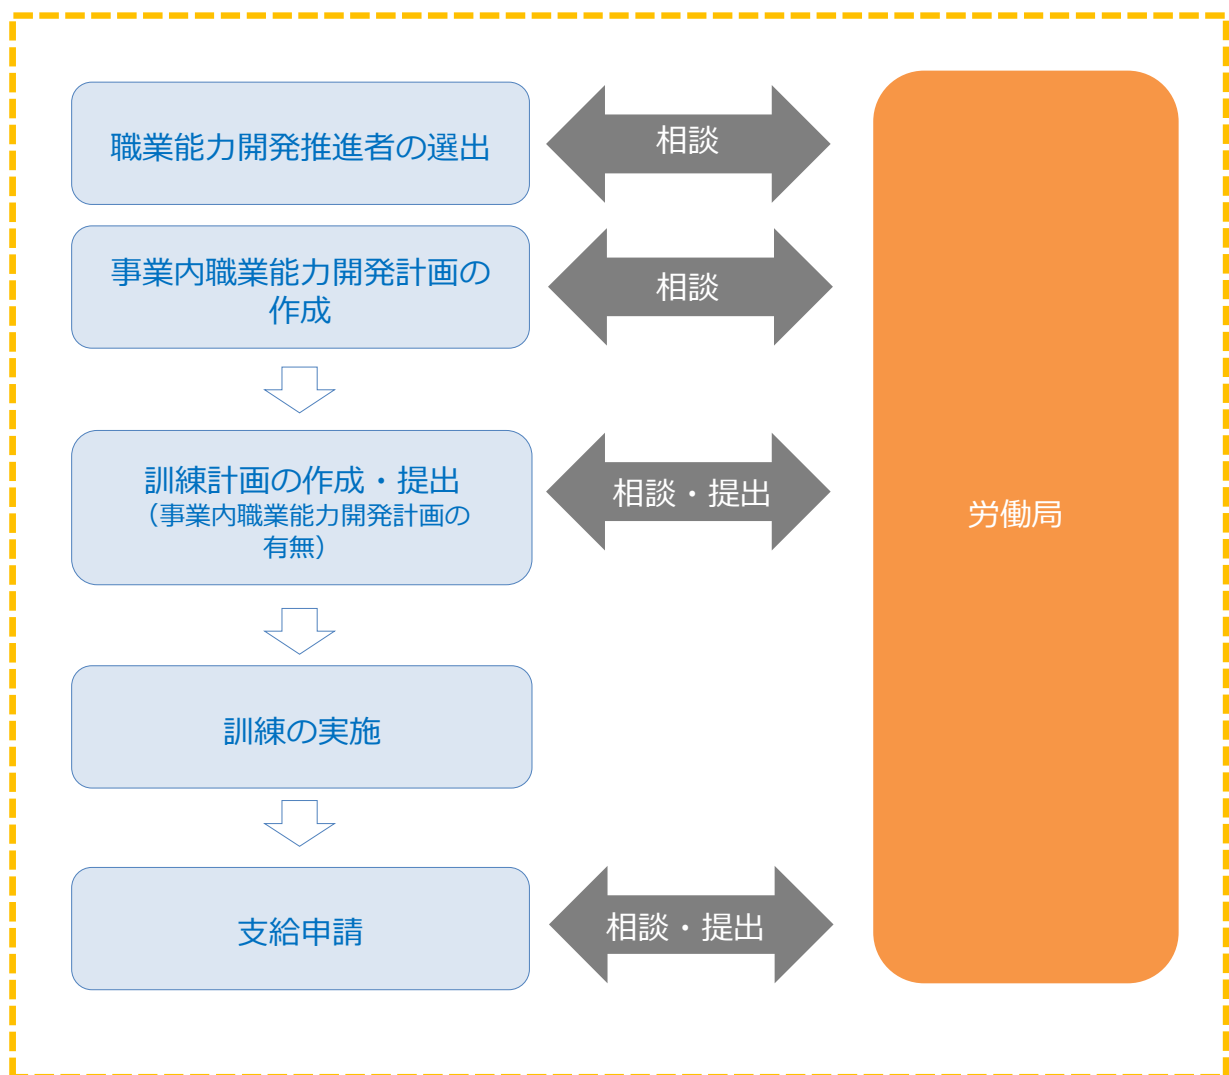 職業能力開発推進者の選出
相談
事業内職業能力開発計画の
作成
相談
訓練計画の作成・提出
（事業内職業能力開発計画の
有無）
相談・提出
労働局
訓練の実施
支給申請
相談・提出